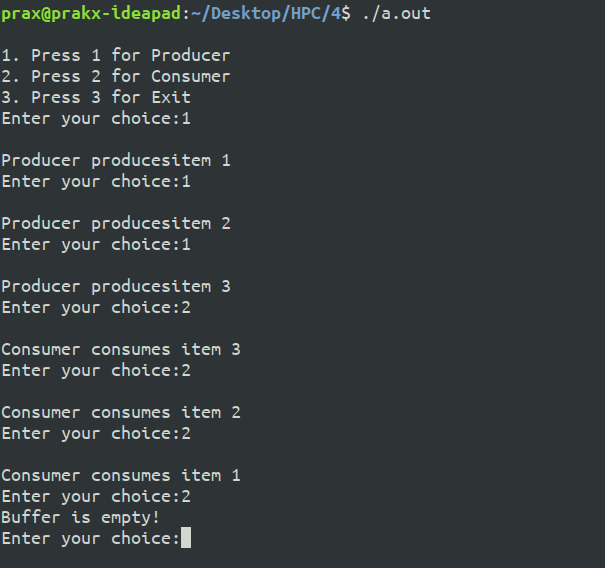 prax@prakx-ideapad:~/Desktop/HPC/4$ ./a.out
1. Press 1 for Producer
2. Press 2 for Consumer
3. Press 3 for Exit
Enter your choice:1
Producer producesitem 1
Enter your choice:1
Producer producesitem 2
Enter your choice:1
Producer producesitem 3
Enter your choice:2
Consumer consumes item 3
Enter your choice:2
Consumer consumes item 2
Enter your choice:2
Consumer consumes item 1
Enter your choice:2
Buffer is empty!
Enter your choice: